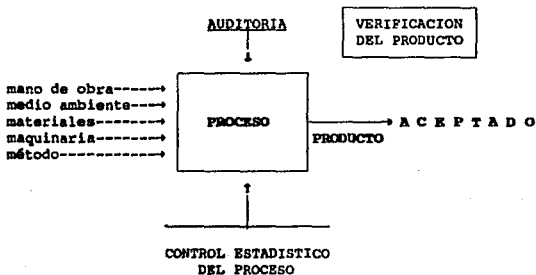 AUDITORIA
VERIFICACION
DEL PRODUCTO
mano de obra
medio ambiente
materiales
maquinaria
método
PROCESO
PRODUCTO
A C E P T A D O
CONTROL ESTADISTICO
DEL PROCESO